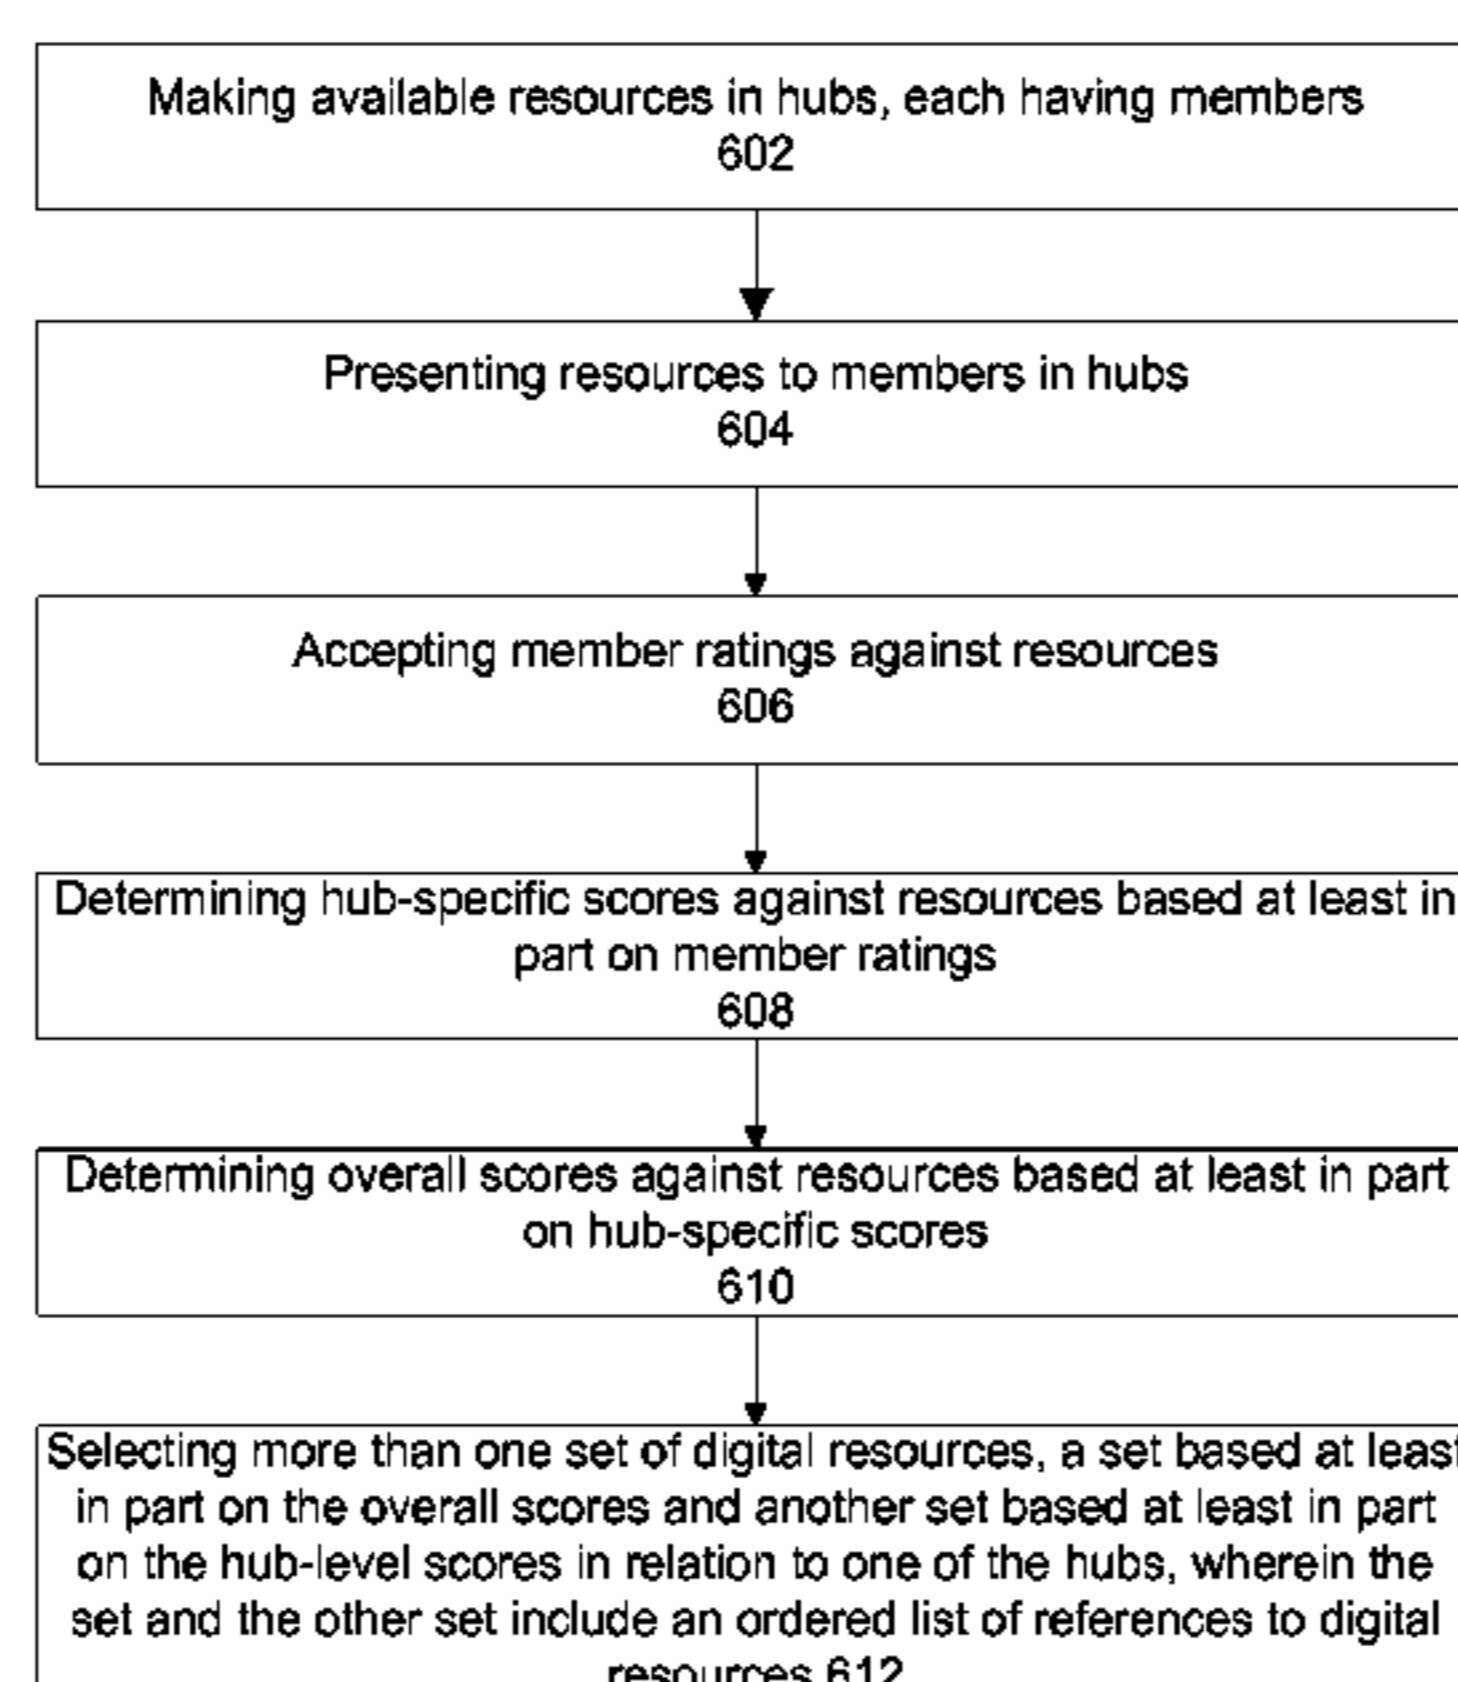 Making available resources in hubs, each having members
602
Presenting resources to members in hubs
604
Accepting member ratings against resources
606
Determining hub-specific scores against resources based at least in
part on member ratings
608
Determining overall scores against resources based at least in part
on hub-specific scores
610
Selecting more than one set of digital resources, a set based at least
in part on the overall scores and another set based at least in part
on the hub-level scores in relation to one of the hubs, wherein the
set and the other set include an ordered list of references to digital
resources 612